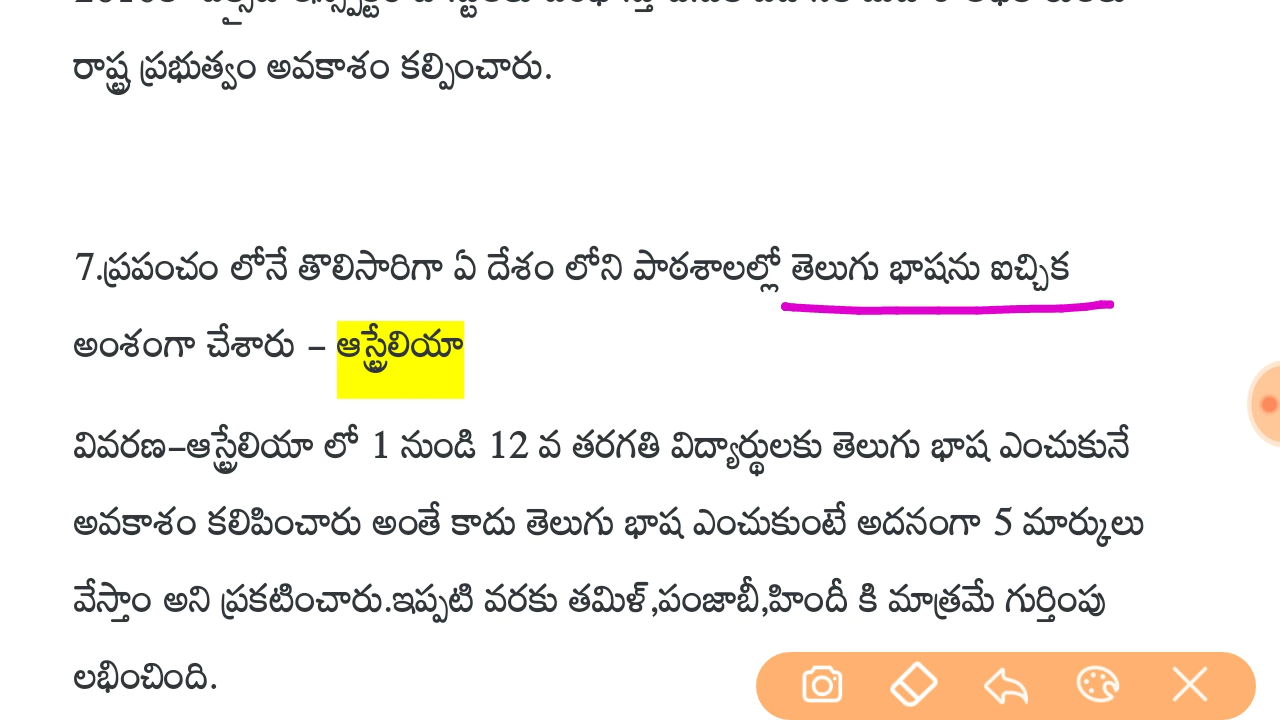 రాష్ట్ర ప్రభుత్వం అవకాశం కల్పించారు.
7.ప్రపంచం లోనే తొలిసారిగా ఏ దేశం లోని పాఠశాలల్లో తెలుగు భాషను ఐచ్చిక
అంశంగా చేశారు – ఆస్ట్రేలియా
వివరణ–ఆస్ట్రేలియా లో 1 నుండి 12 వ తరగతి విద్యార్థులకు తెలుగు భాష ఎంచుకునే
అవకాశం కలిపించారు అంతే కాదు తెలుగు భాష ఎంచుకుంటే అదనంగా 5 మార్కులు
వేస్తాం అని ప్రకటించారు.ఇప్పటి వరకు తమిళ్,పంజాబీ,హిందీ కి మాత్రమే గుర్తింపు
లభించింది.